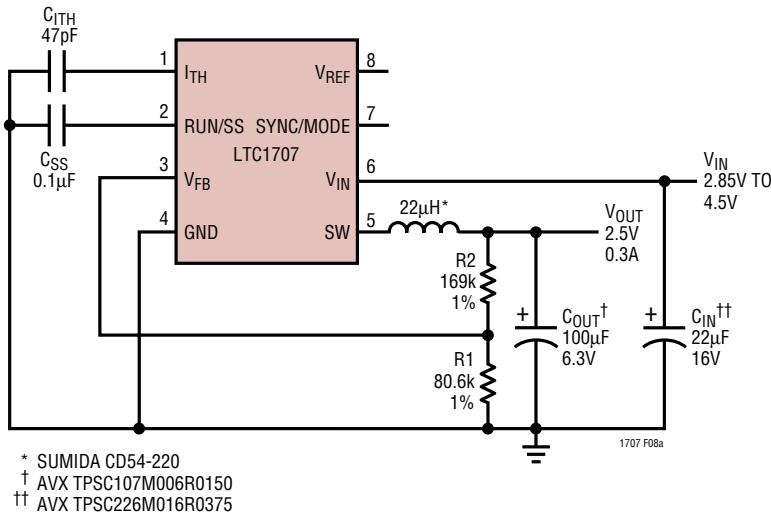 C_ITH
47pF
1
I_TH
2
RUN/SS
C_SS
0.1µF
3
V_FB
4
GND
LTC1707
8
V_REF
7
SYNC/MODE
6
V_IN
5
SW
22µH*
V_IN
2.85V TO
4.5V
V_OUT
2.5V
0.3A
R2
169k
1%
R1
80.6k
1%
+
C_OUT†
100µF
6.3V
+
C_IN††
22µF
16V
1707 F08a
* SUMIDA CD54-220
† AVX TPSC107M006R0150
†† AVX TPSC226M016R0375